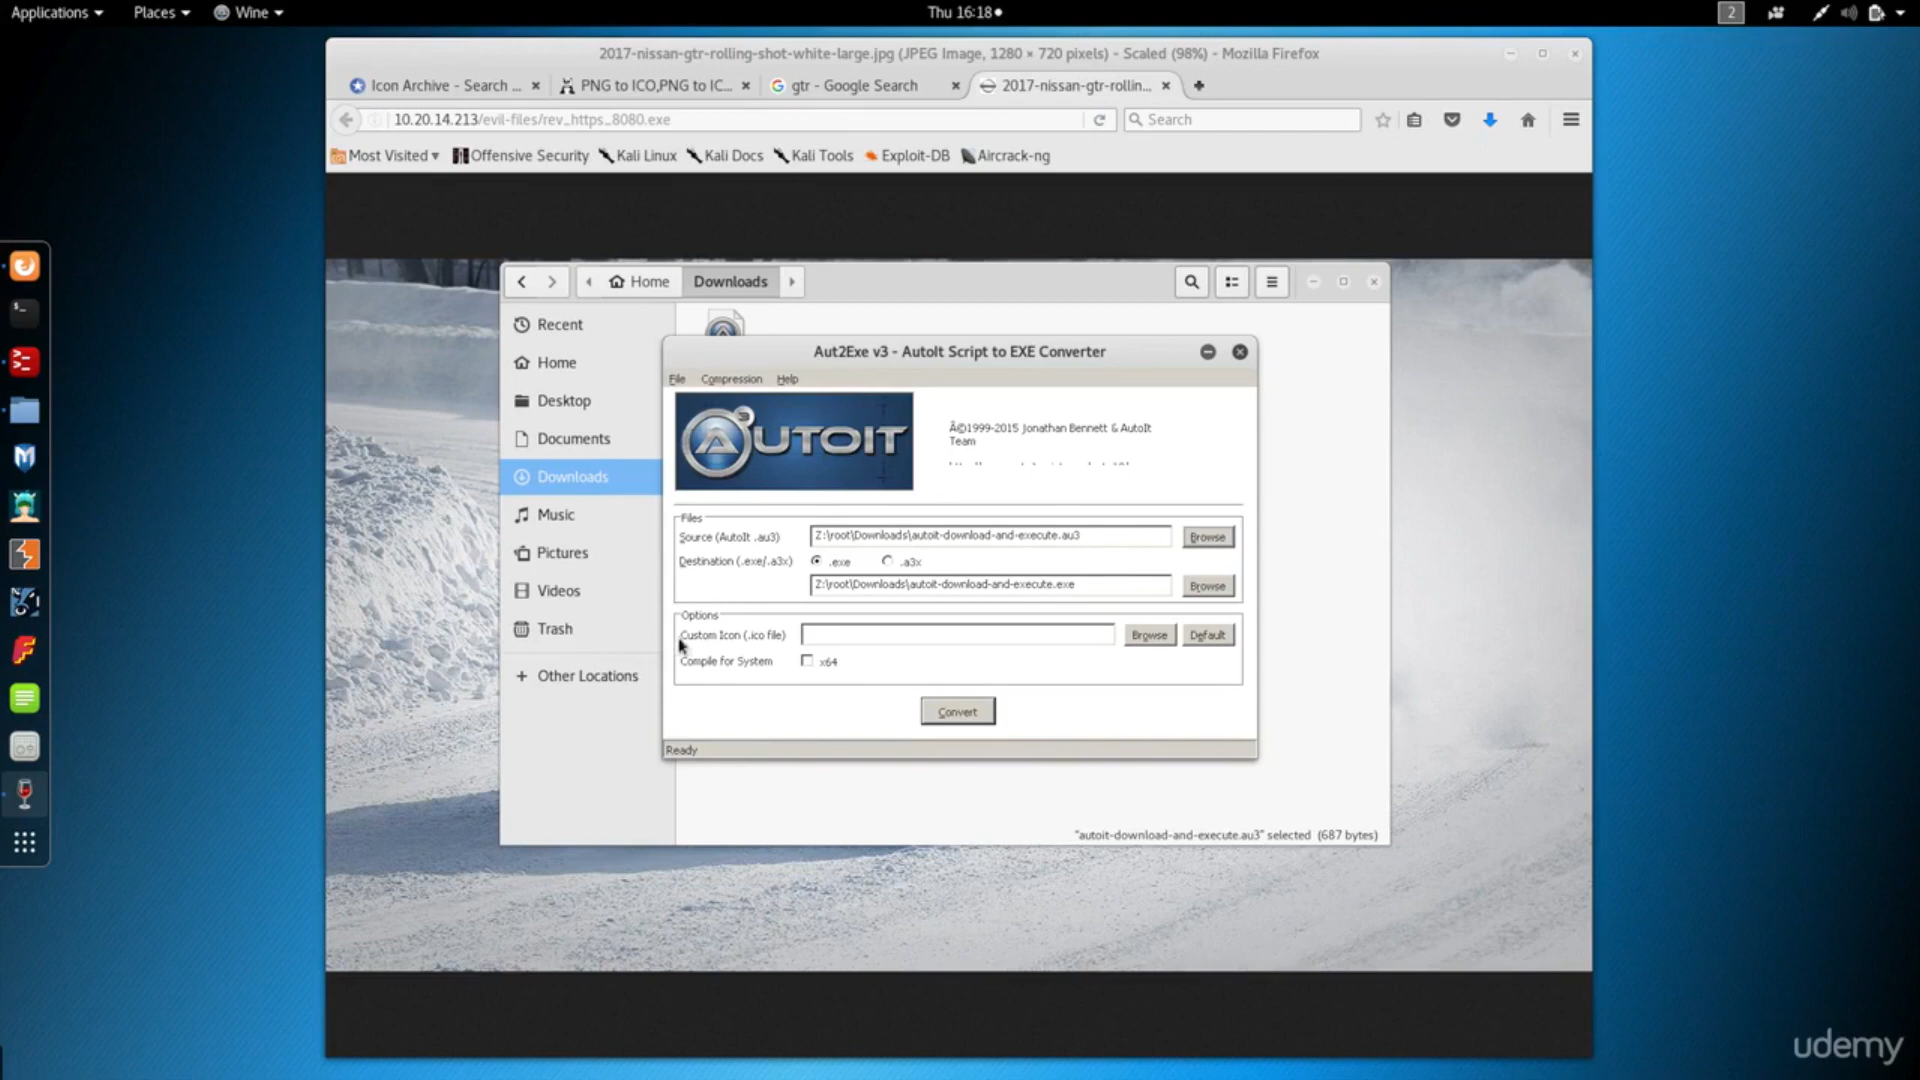 Applications Places Wine Thu 16:18 2
2017-nissan-gtr-rolling-shot-white-large.jpg (JPEG Image, 1280 × 720 pixels) - Scaled (98%) - Mozilla Firefox
Icon Archive - Search ... PNG to ICO,PNG to IC... gtr - Google Search 2017-nissan-gtr-rollin...
10.20.14.213/evil-files/rev_https_8080.exe Search
Most Visited Offensive Security Kali Linux Kali Docs Kali Tools Exploit-DB Aircrack-ng
Home Downloads
Recent
Home
Desktop
Documents
Downloads
Music
Pictures
Videos
Trash
Other Locations
Aut2Exe v3 - AutoIt Script to EXE Converter
File Compression Help
AUTOIT 3
Ã©1999-2015 Jonathan Bennett & AutoIt
Team
Files
Source (AutoIt .au3) Z:\root\Downloads\autoit-download-and-execute.au3 Browse
Destination (.exe/.a3x) .exe .a3x
Z:\root\Downloads\autoit-download-and-execute.exe Browse
Options
Custom Icon (.ico file) Browse Default
Compile for System x64
Convert
Ready
"autoit-download-and-execute.au3" selected (687 bytes)
udemy